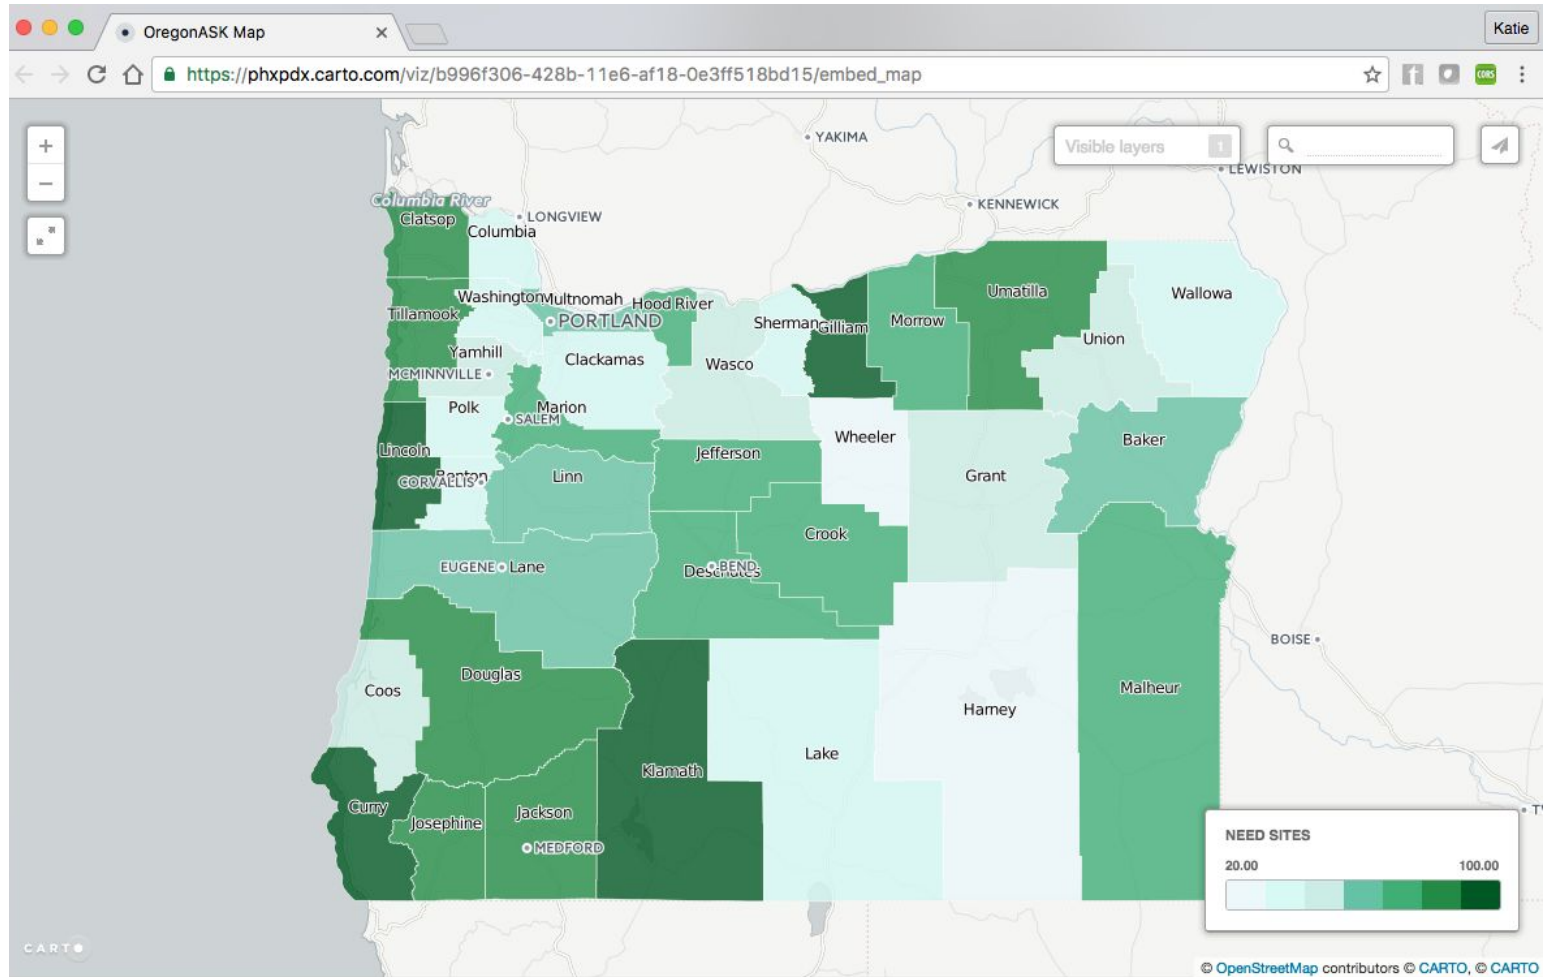 OregonASK Map
Katie
https://phxpdx.carto.com/viz/b996f306-428b-11e6-af18-0e3ff518bd15/embed_map
CORS
+
−
Visible layers 1
YAKIMA
LEWISTON
Columbia River
KENNEWICK
LONGVIEW
Clatsop
Columbia
Umatilla
Wallowa
Washington
Multnomah
Hood River
Tillamook
PORTLAND
Sherman
Gilliam
Morrow
Union
Yamhill
Clackamas
Wasco
MCMINNVILLE
Polk
Marion
SALEM
Wheeler
Baker
Lincoln
Jefferson
Benton
CORVALLIS
Linn
Grant
Crook
EUGENE
Lane
Deschutes
BEND
BOISE
Douglas
Coos
Malheur
Harney
Lake
Klamath
Curry
Josephine
Jackson
MEDFORD
NEED SITES
20.00 100.00
CARTO
© OpenStreetMap contributors © CARTO, © CARTO